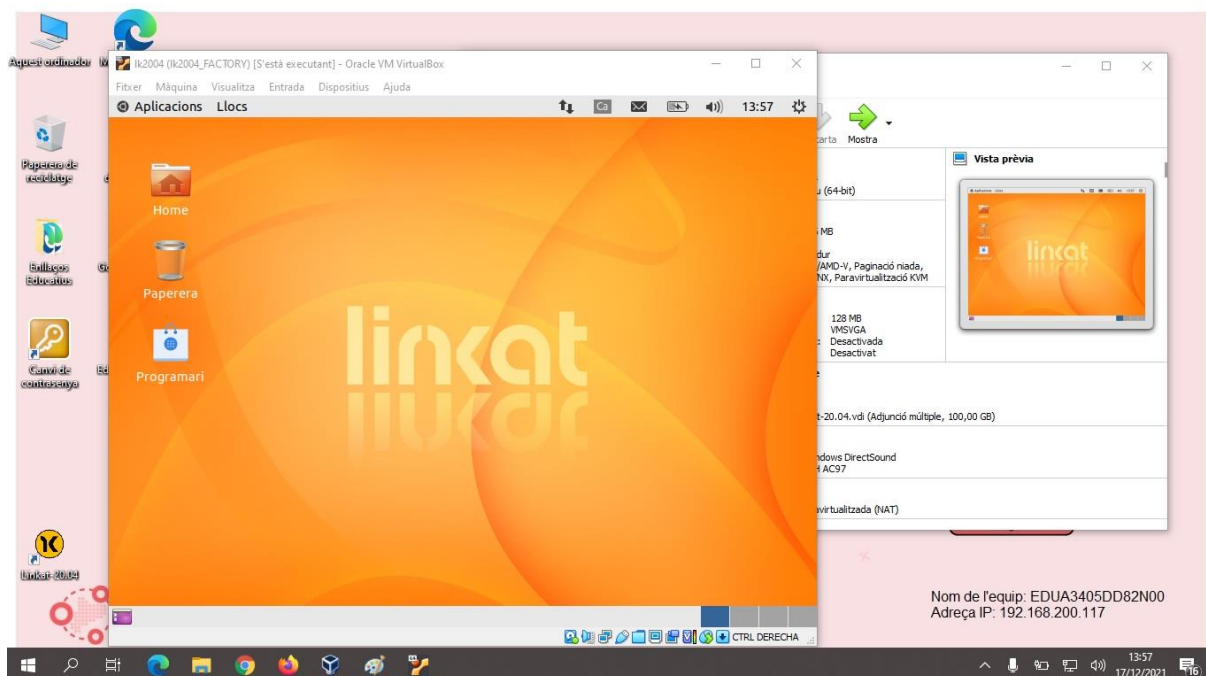 Aquest ordinador
Paperera de
reciclatge
Enllaços
Educatius
Canvi de
contrasenya
Linkat-20.04
lk2004 (lk2004_FACTORY) [S'està executant] - Oracle VM VirtualBox
Fitxer Màquina Visualitza Entrada Dispositius Ajuda
Aplicacions Llocs Ca 13:57
Home
Paperera
Programari
linkat
CTRL DERECHA
Mostra
Vista prèvia
(64-bit)
MB
/AMD-V, Paginació niada,
NX, Paravirtualització KVM
128 MB
VMSVGA
Desactivada
Desactivat
linkat
t-20.04.vdi (Adjunció múltiple, 100,00 GB)
ndows DirectSound
AC97
avirtualitzada (NAT)
Nom de l'equip: EDUA3405DD82N00
Adreça IP: 192.168.200.117
13:57
17/12/2021
16